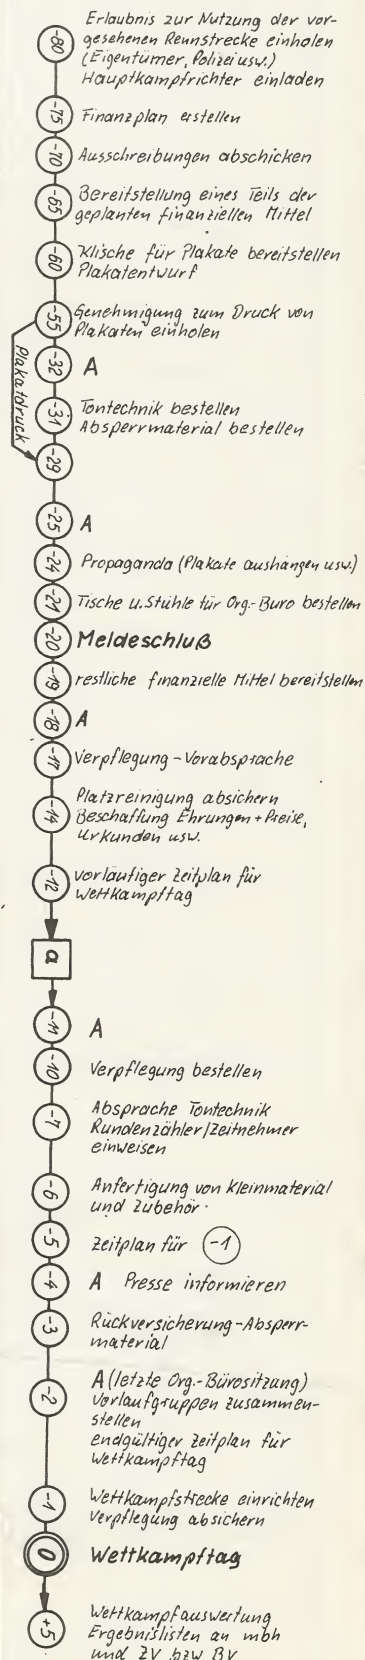 Erlaubnis zur Nutzung der vor-
-80 gesehenen Rennstrecke einholen
(Eigentümer, Polizei usw.)
Hauptkampfrichter einladen
-75 Finanzplan erstellen
-70 Ausschreibungen abschicken
-65 Bereitstellung eines Teils der
geplanten finanziellen Mittel
-60 Klische für Plakate bereitstellen
Plakatentwurf
-55 Genehmigung zum Druck von
Plakaten einholen
Plakatdruck
-32 A
-31 Tontechnik bestellen
Absperrmaterial bestellen
-29
-25 A
-24 Propaganda (Plakate aushängen usw.)
-21 Tische u. Stühle für Org.-Büro bestellen
-20 Meldeschluß
-19 restliche finanzielle Mittel bereitstellen
-18 A
-17 Verpflegung - Vorabsprache
-14 Platzreinigung absichern
Beschaffung Ehrungen + Preise,
Urkunden usw.
-12 vorläufiger Zeitplan für
Wettkampftag
a
-11 A
-10 Verpflegung bestellen
-7 Absprache Tontechnik
Rundenzähler/Zeitnehmer
einweisen
-6 Anfertigung von Kleinmaterial
und Zubehör
-5 Zeitplan für -1
-4 A Presse informieren
-3 Rückversicherung - Absperr-
material
-2 A (letzte Org.-Bürositzung)
Vorlaufgruppen zusammen-
stellen
endgültiger Zeitplan für
Wettkampftag
-1 Wettkampfstrecke einrichten
Verpflegung absichern
0 Wettkampftag
+5 Wettkampfauswertung
Ergebnislisten an mbh
und ZV bzw BV